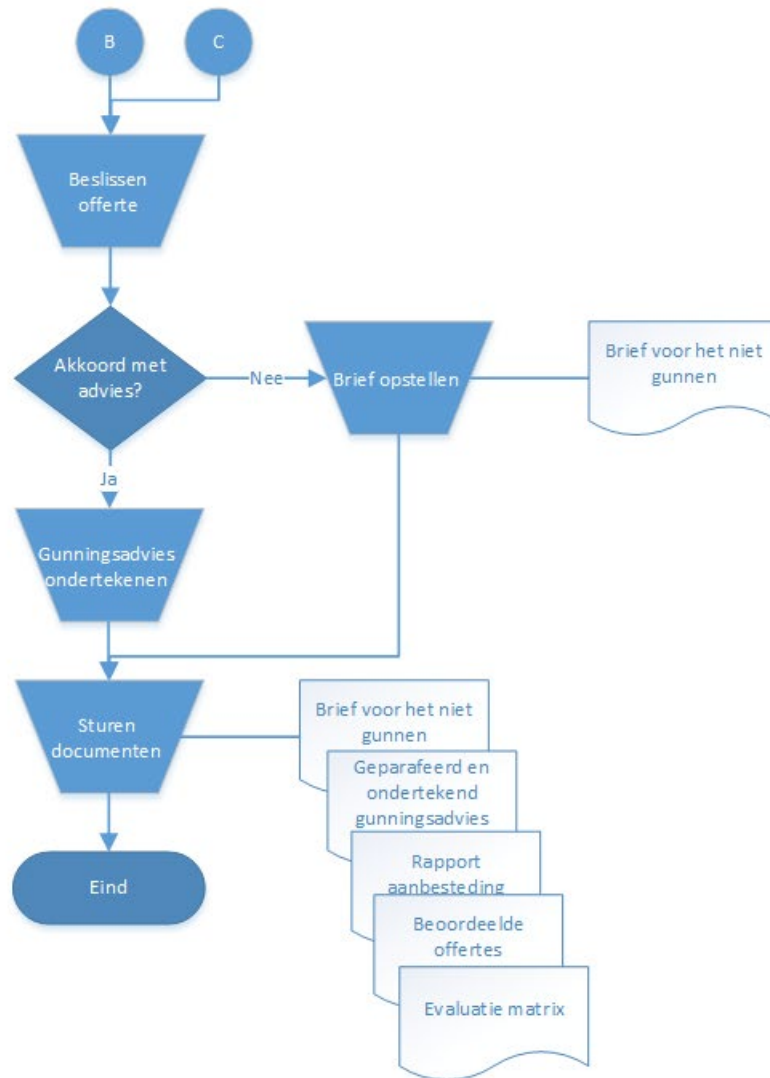 B
C
Beslissen
offerte
Akkoord met
advies?
Nee
Brief opstellen
Brief voor het niet
gunnen
Ja
Gunningsadvies
ondertekenen
Sturen
documenten
Brief voor het niet
gunnen
Geparafeerd en
ondertekend
gunningsadvies
Rapport
aanbesteding
Beoordeelde
offertes
Evaluatie matrix
Eind